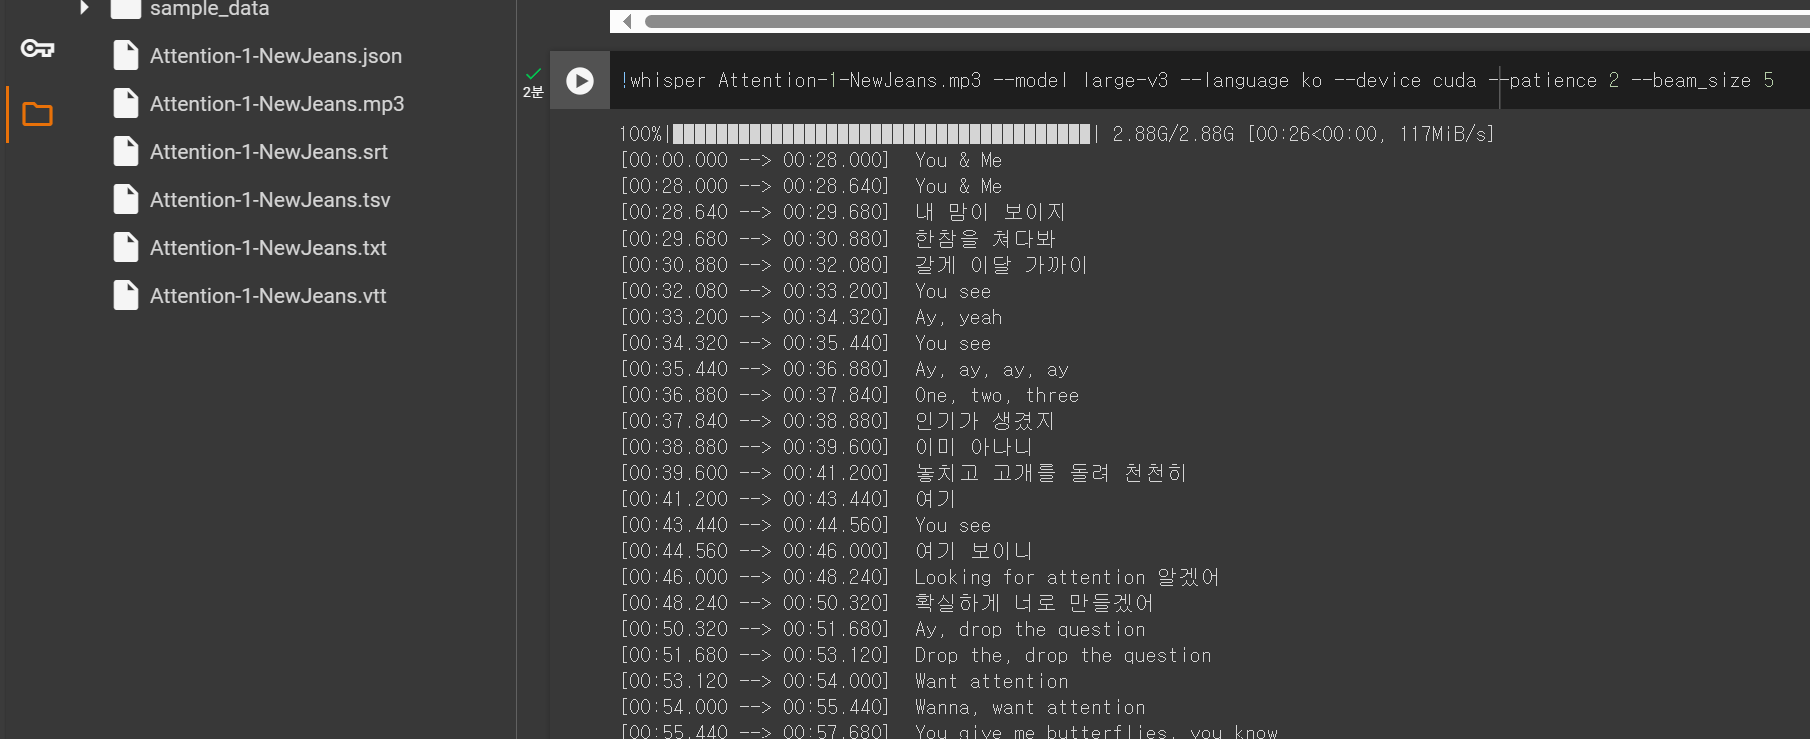 sample_data
Attention-1-NewJeans.json
Attention-1-NewJeans.mp3
Attention-1-NewJeans.srt
Attention-1-NewJeans.tsv
Attention-1-NewJeans.txt
Attention-1-NewJeans.vtt
2분
!whisper Attention-1-NewJeans.mp3 --model large-v3 --language ko --device cuda --patience 2 --beam_size 5
100%|██████████████████████████████████████| 2.88G/2.88G [00:26<00:00, 117MiB/s]
[00:00.000 --> 00:28.000]  You & Me
[00:28.000 --> 00:28.640]  You & Me
[00:28.640 --> 00:29.680]  내 맘이 보이지
[00:29.680 --> 00:30.880]  한참을 쳐다봐
[00:30.880 --> 00:32.080]  갈게 이달 가까이
[00:32.080 --> 00:33.200]  You see
[00:33.200 --> 00:34.320]  Ay, yeah
[00:34.320 --> 00:35.440]  You see
[00:35.440 --> 00:36.880]  Ay, ay, ay, ay
[00:36.880 --> 00:37.840]  One, two, three
[00:37.840 --> 00:38.880]  인기가 생겼지
[00:38.880 --> 00:39.600]  이미 아나니
[00:39.600 --> 00:41.200]  놓치고 고개를 돌려 천천히
[00:41.200 --> 00:43.440]  여기
[00:43.440 --> 00:44.560]  You see
[00:44.560 --> 00:46.000]  여기 보이니
[00:46.000 --> 00:48.240]  Looking for attention 알겠어
[00:48.240 --> 00:50.320]  확실하게 너로 만들겠어
[00:50.320 --> 00:51.680]  Ay, drop the question
[00:51.680 --> 00:53.120]  Drop the, drop the question
[00:53.120 --> 00:54.000]  Want attention
[00:54.000 --> 00:55.440]  Wanna, want attention
[00:55.440 --> 00:57.680]  You give me butterflies, you know